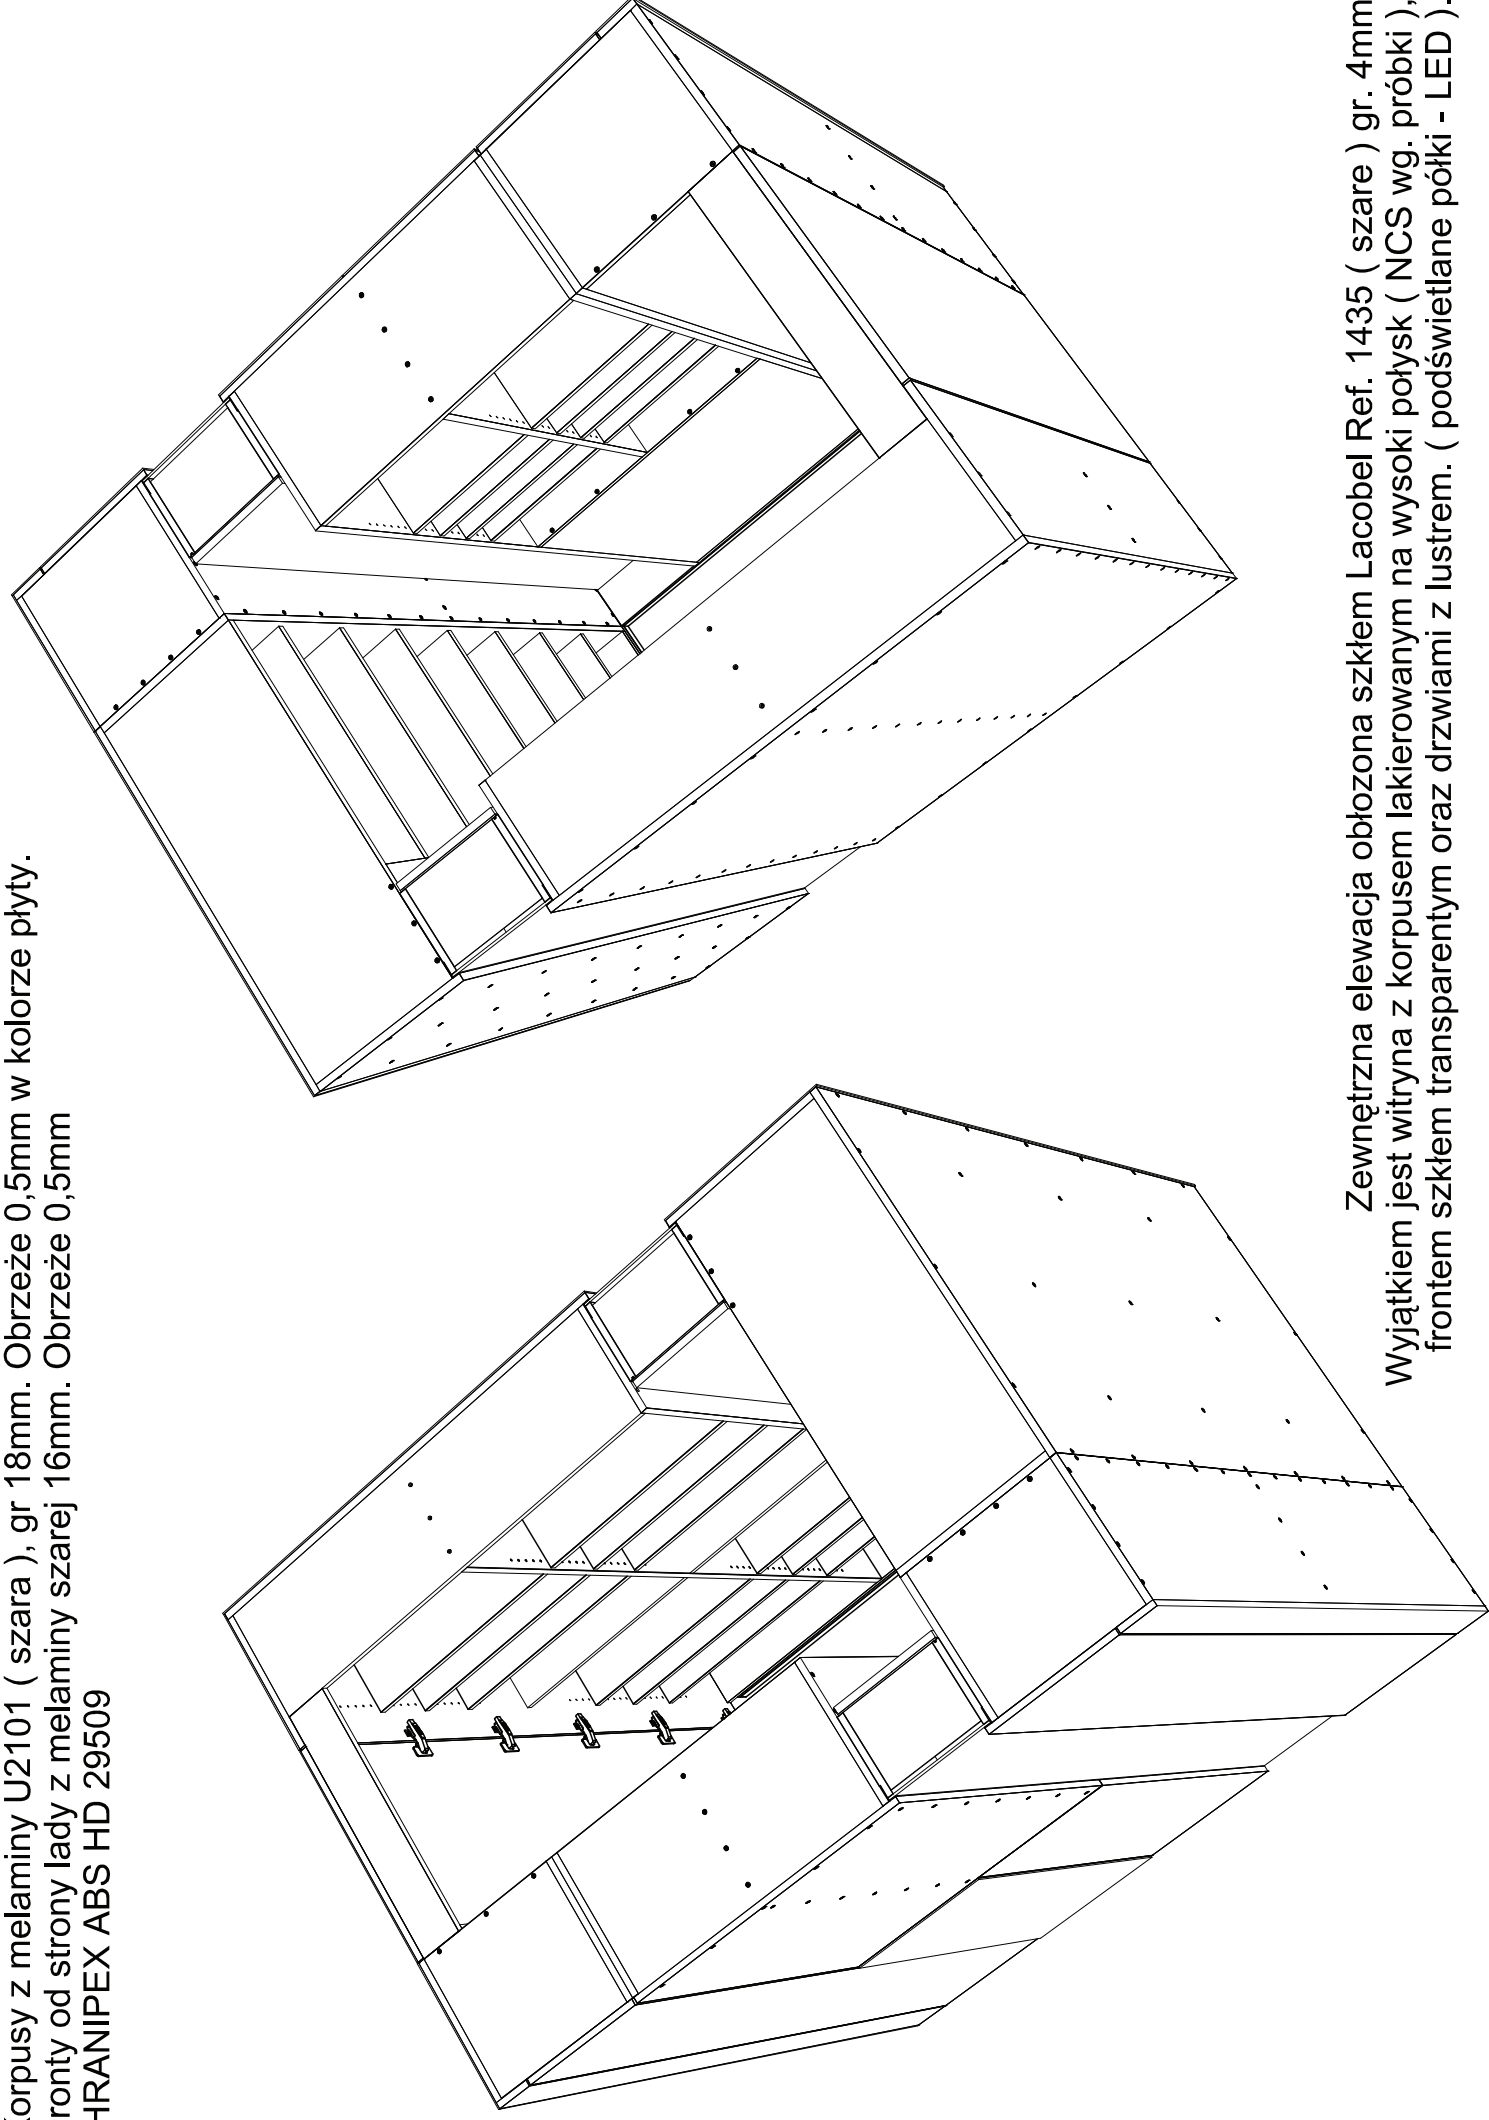 orpusy z melaminy U2101 ( szara ), gr 18mm. Obrzeże 0,5mm w kolorze płyty.
ronty od strony lady z melaminy szarej 16mm. Obrzeże 0,5mm
HRANIPEX ABS HD 29509
Zewnętrzna elewacja obłozona szkłem Lacobel Ref. 1435 ( szare ) gr. 4mm
Wyjątkiem jest witryna z korpusem lakierowanym na wysoki połysk ( NCS wg. próbki ),
frontem szkłem transparentym oraz drzwiami z lustrem. ( podświetlane półki - LED ).